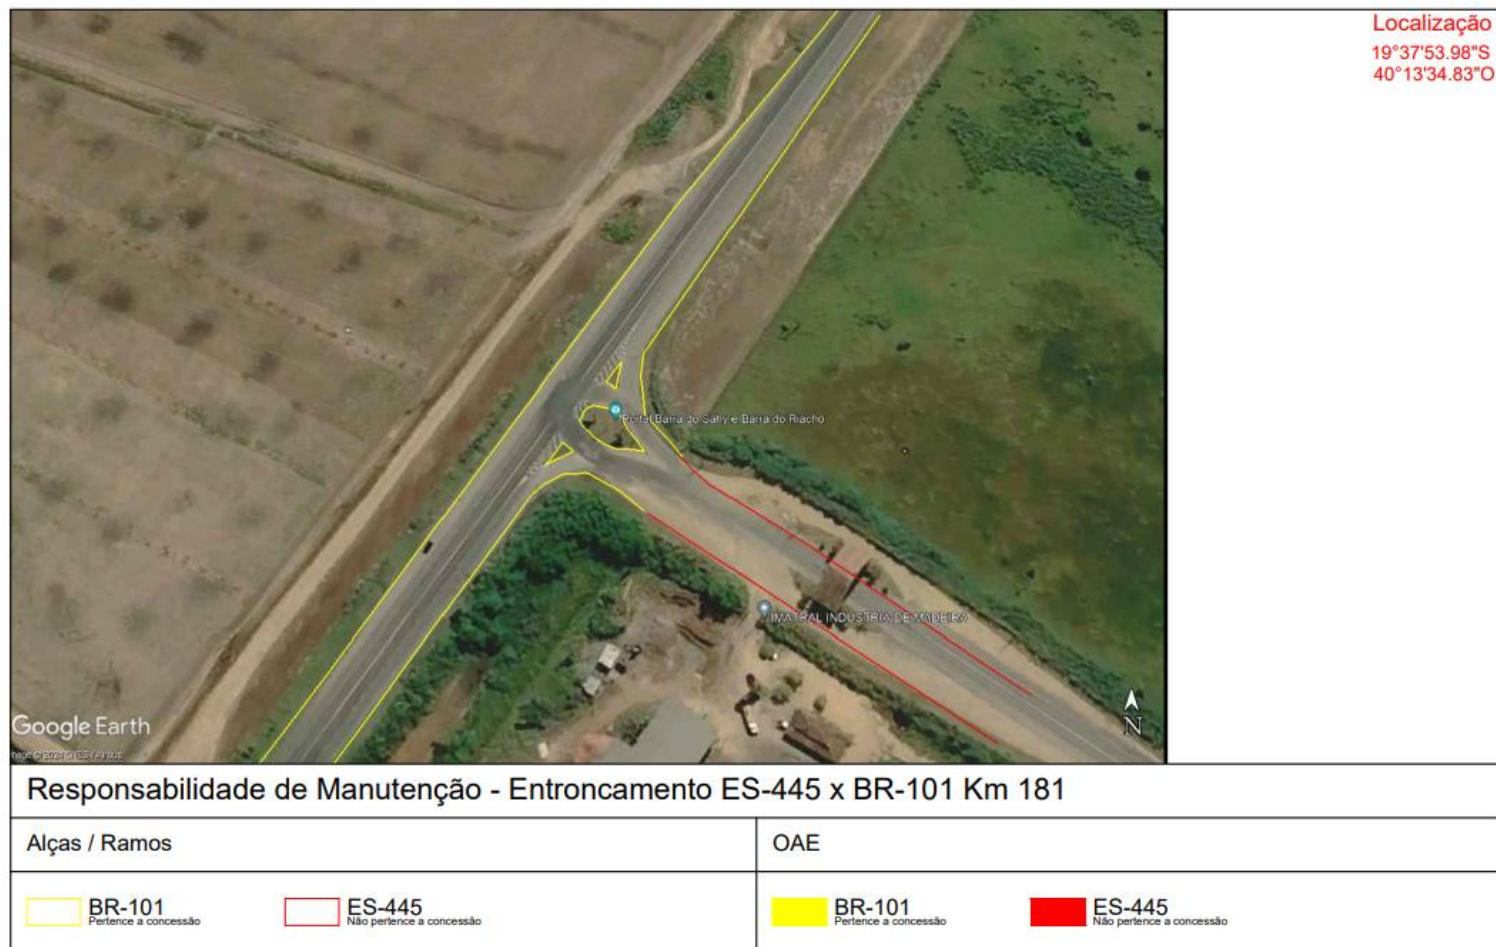 Localização
19°37'53.98"S
40°13'34.83"O
Portal Barra do Sahy e Barra do Riacho
IMATRAL INDUSTRIA DE MADEIRA
N
Google Earth
Responsabilidade de Manutenção - Entroncamento ES-445 x BR-101 Km 181
Alças / Ramos
OAE
BR-101
Pertence a concessão
ES-445
Não pertence a concessão
BR-101
Pertence a concessão
ES-445
Não pertence a concessão